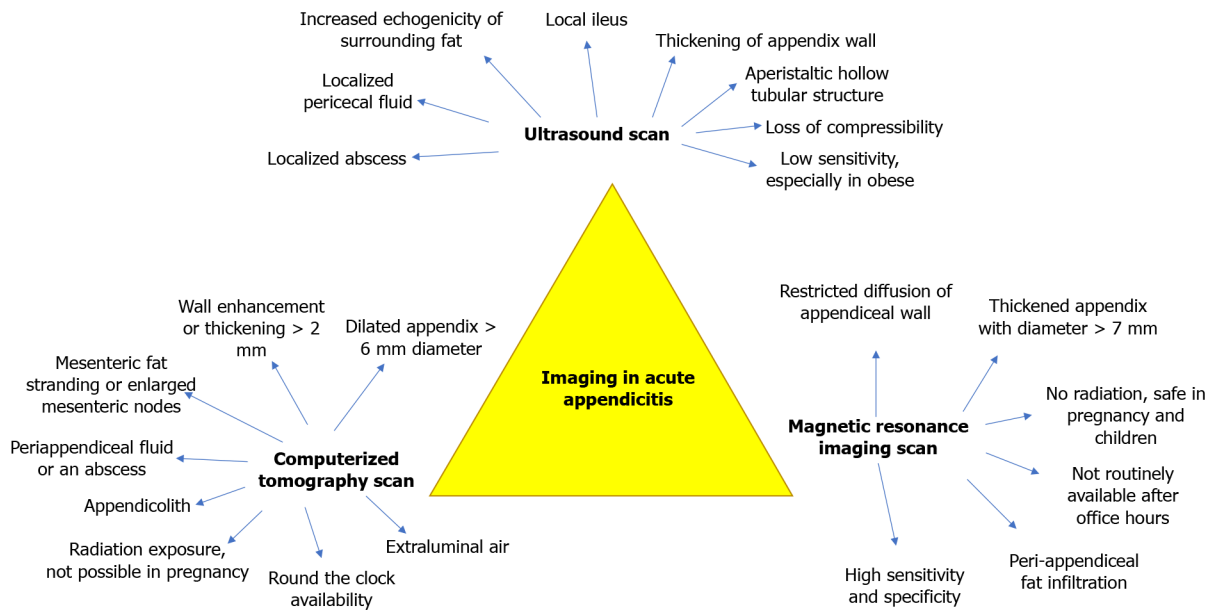 Increased echogenicity of
surrounding fat
Local ileus
Thickening of appendix wall
Localized
pericecal fluid
Aperistaltic hollow
tubular structure
Ultrasound scan
Loss of compressibility
Localized abscess
Low sensitivity,
especially in obese
Imaging in acute
appendicitis
Wall enhancement
or thickening > 2
mm
Dilated appendix >
6 mm diameter
Mesenteric fat
stranding or enlarged
mesenteric nodes
Periappendiceal fluid
or an abscess
Computerized
tomography scan
Appendicolith
Radiation exposure,
not possible in pregnancy
Round the clock
availability
Extraluminal air
Restricted diffusion of
appendiceal wall
Thickened appendix
with diameter > 7 mm
Magnetic resonance
imaging scan
No radiation, safe in
pregnancy and
children
Not routinely
available after
office hours
Peri-appendiceal
fat infiltration
High sensitivity
and specificity